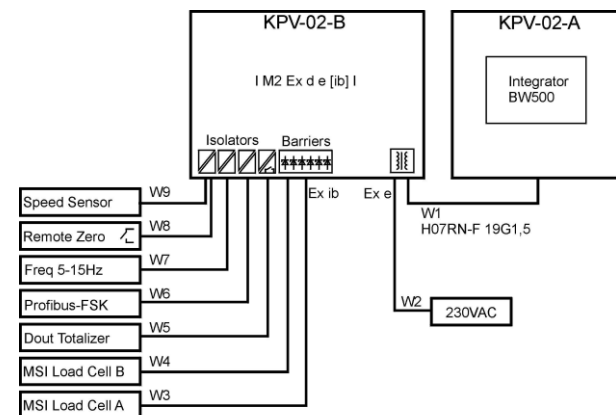 KPV-02-B
KPV-02-A
I M2 Ex d e [ib] I
Integrator
BW500
Isolators
Barriers
Ex ib
Ex e
W1
H07RN-F 19G1,5
W2
230VAC
Speed Sensor
W9
Remote Zero
W8
Freq 5-15Hz
W7
Profibus-FSK
W6
Dout Totalizer
W5
MSI Load Cell B
W4
MSI Load Cell A
W3